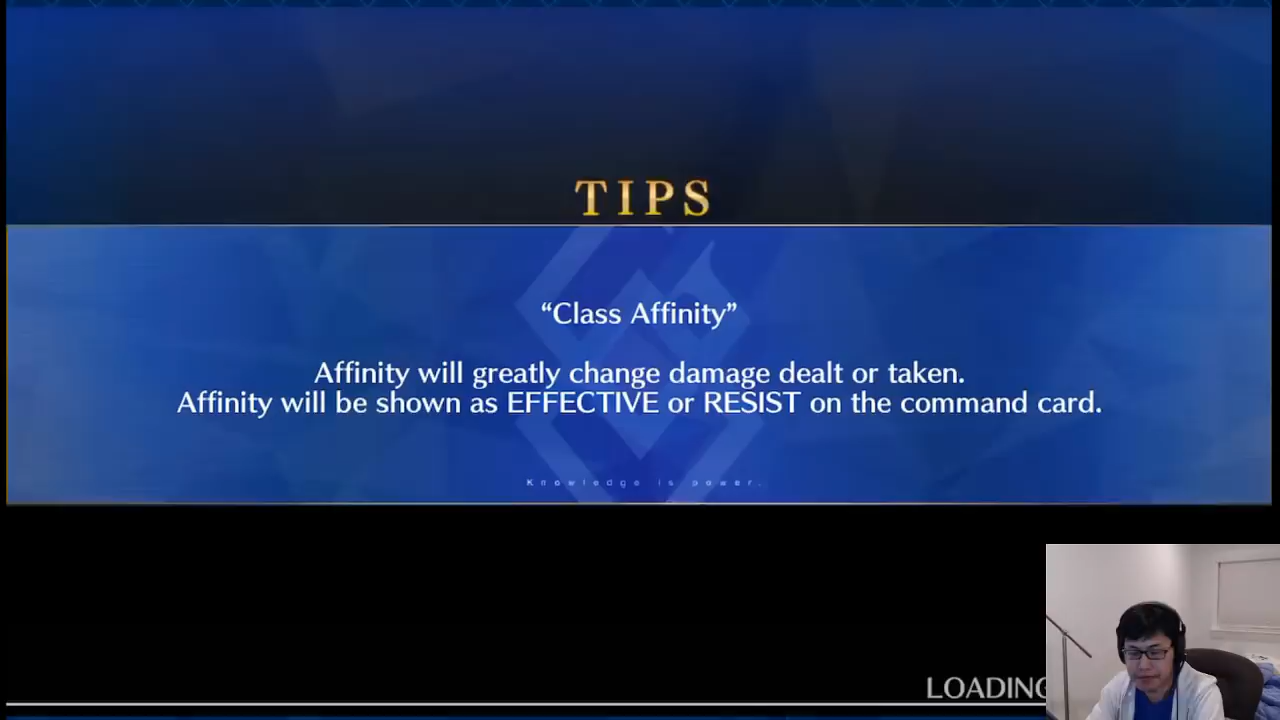 TIPS
“Class Affinity”
Affinity will greatly change damage dealt or taken.
Affinity will be shown as EFFECTIVE or RESIST on the command card.
Knowledge is power.
LOADING